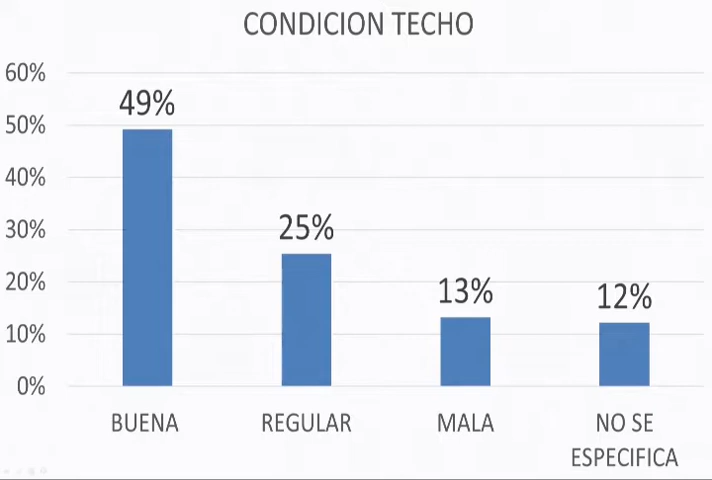 CONDICION TECHO
60%
50%
40%
30%
20%
10%
0%
49%
25%
13%
12%
BUENA
REGULAR
MALA
NO SE
ESPECIFICA